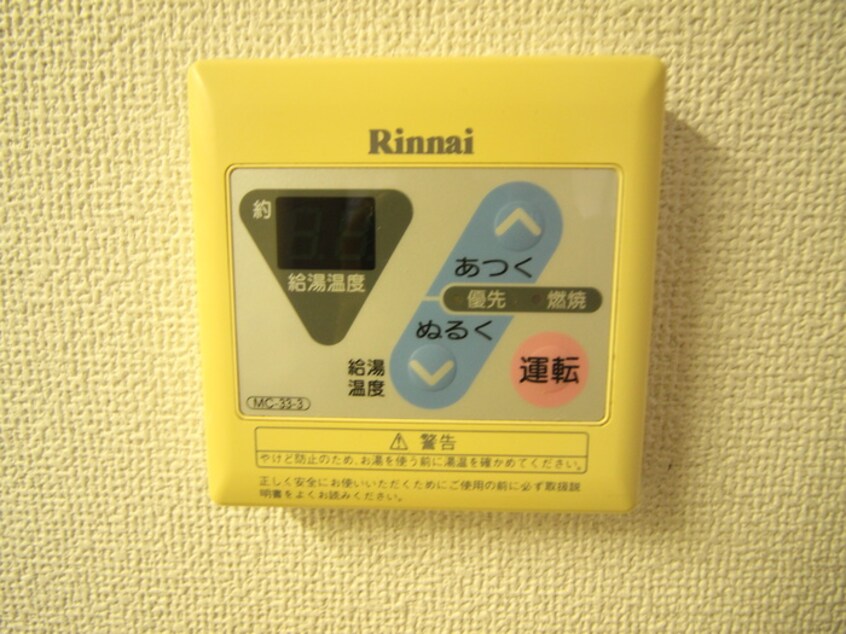 Rinnai
約
給湯温度
あつく
優先 燃焼
ぬるく
給湯
温度
運転
MC-33-3
⚠ 警告
やけど防止のため、お湯を使う前に湯温を確かめてください。
正しく安全にお使いいただくためにご使用の前に必ず取扱説
明書をよくお読みください。